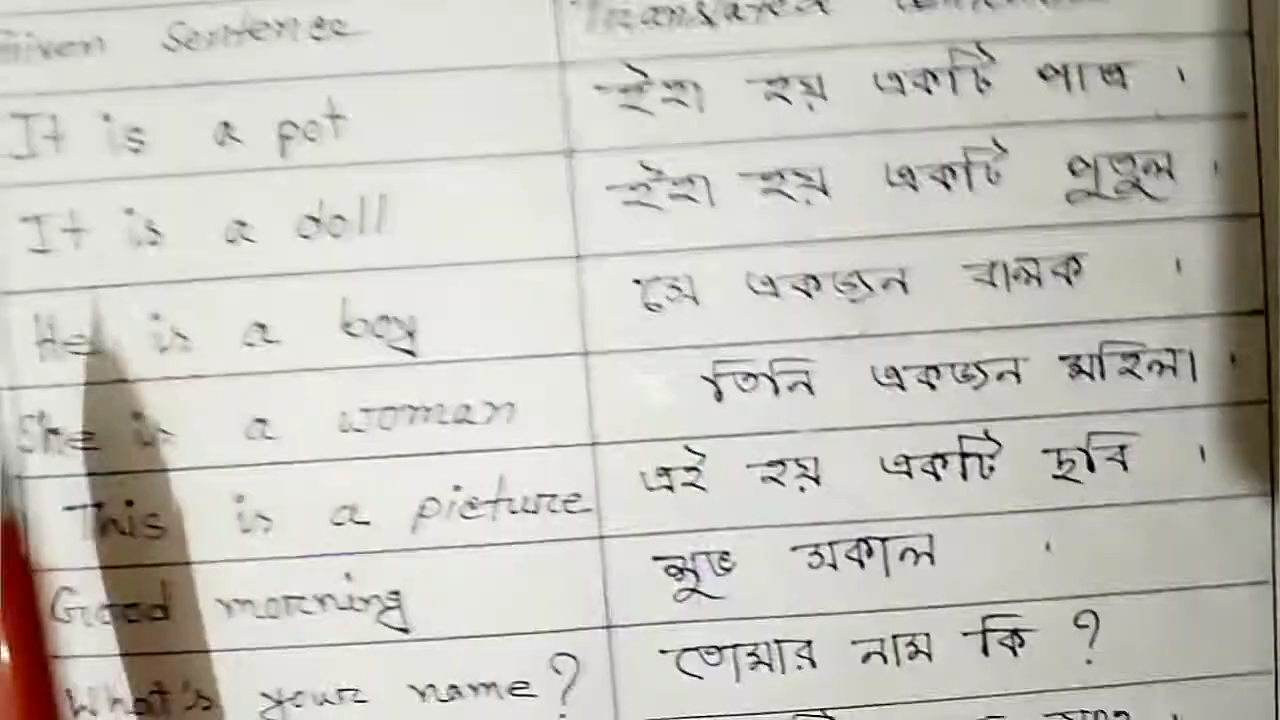 Given Sentence Translated
It is a pot ইহা হয় একটি পাত্র ।
It is a doll ইহা হয় একটি পুতুল ।
He is a boy সে একজন বালক ।
She is a woman তিনি একজন মহিলা ।
This is a picture এই হয় একটি ছবি ।
Good morning শুভ সকাল .
What's your name? তোমার নাম কি ?